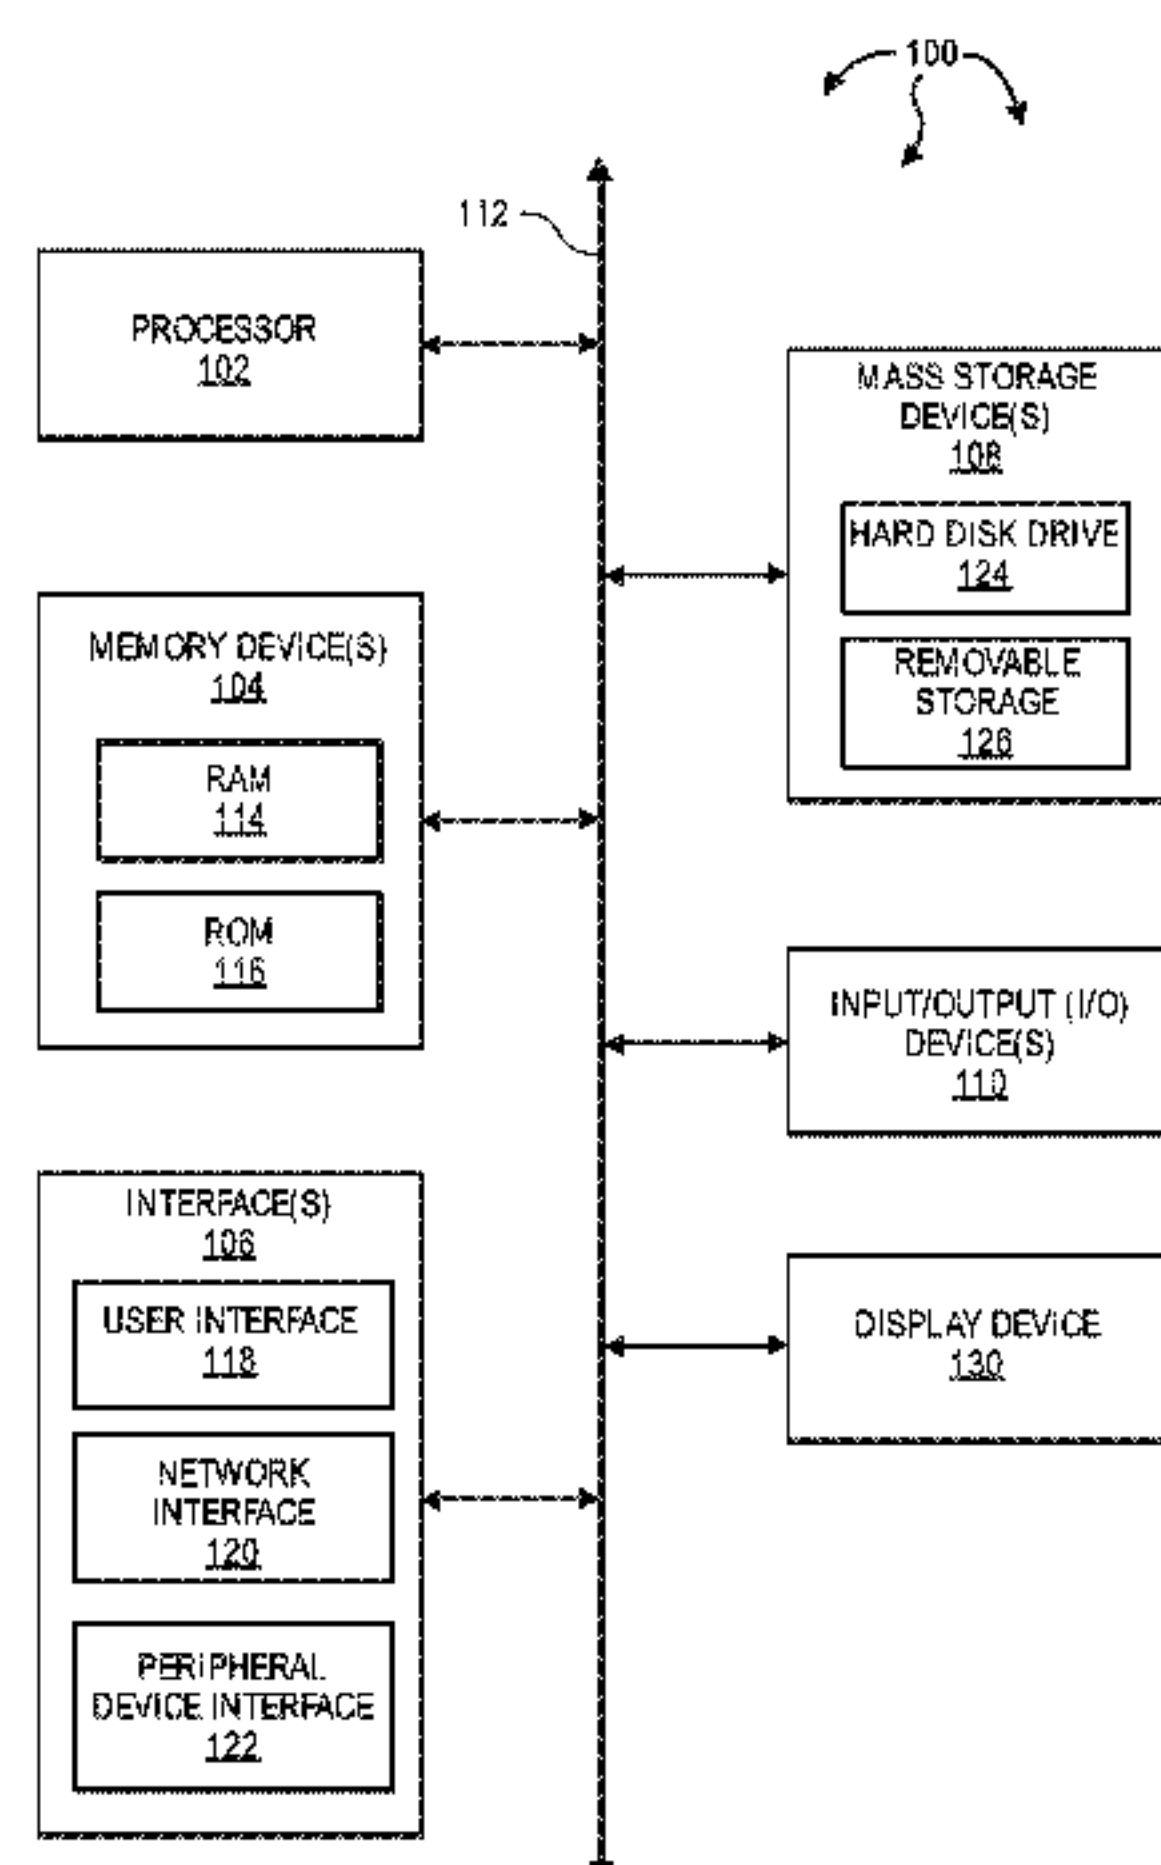 100
112
PROCESSOR
102
MEMORY DEVICE(S)
104
RAM
114
ROM
116
INTERFACE(S)
106
USER INTERFACE
118
NETWORK
INTERFACE
120
PERIPHERAL
DEVICE INTERFACE
122
MASS STORAGE
DEVICE(S)
108
HARD DISK DRIVE
124
REMOVABLE
STORAGE
126
INPUT/OUTPUT (I/O)
DEVICE(S)
110
DISPLAY DEVICE
130